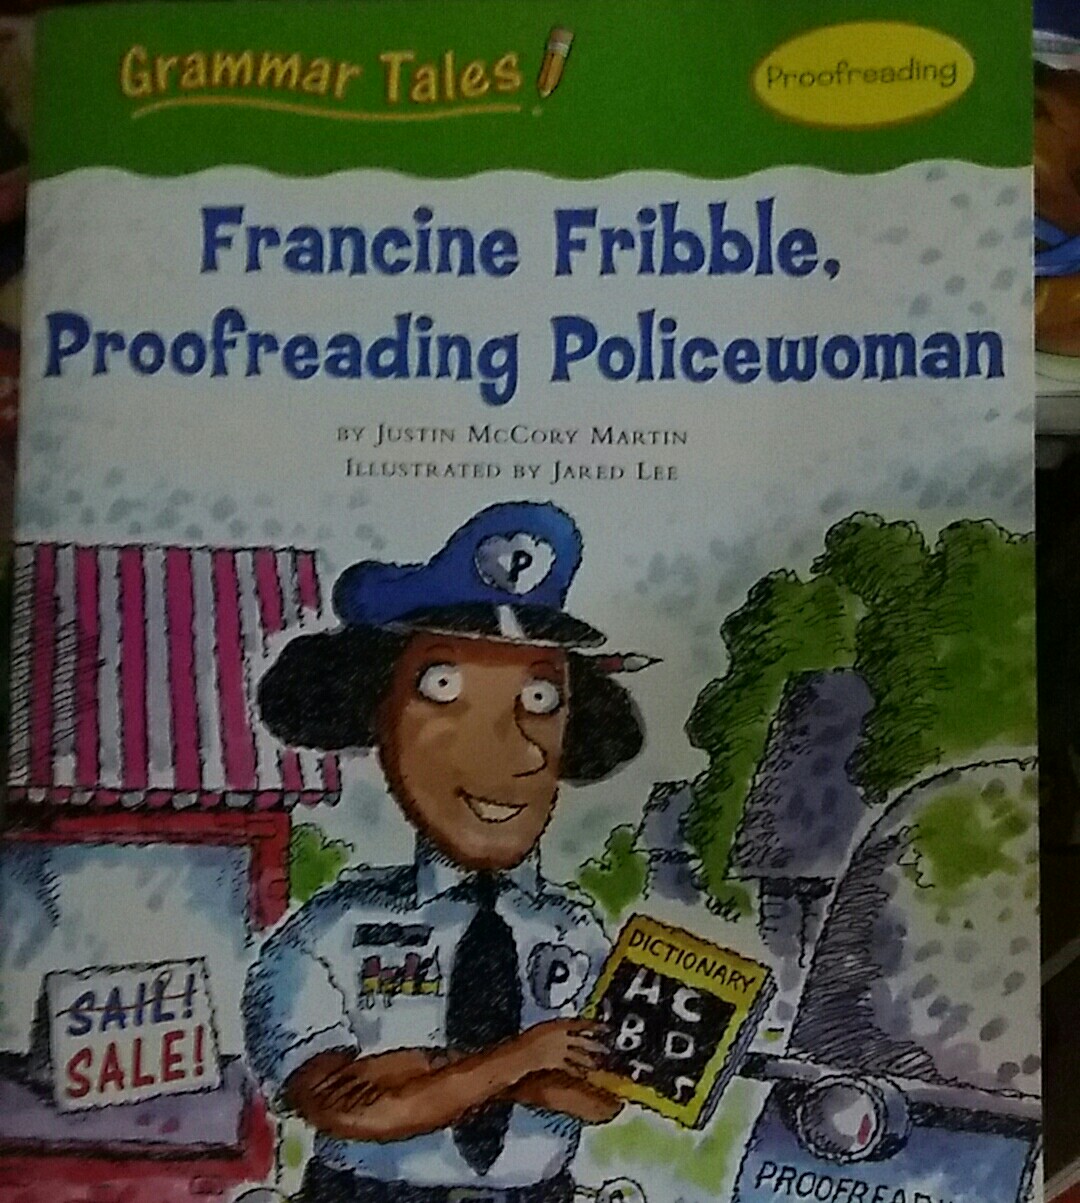 Grammar Tales
Proofreading
Francine Fribble,
Proofreading Policewoman
BY JUSTIN MCCORY MARTIN
ILLUSTRATED BY JARED LEE
P
P
DICTIONARY
A C
B D
T S
SAIL!
SALE!